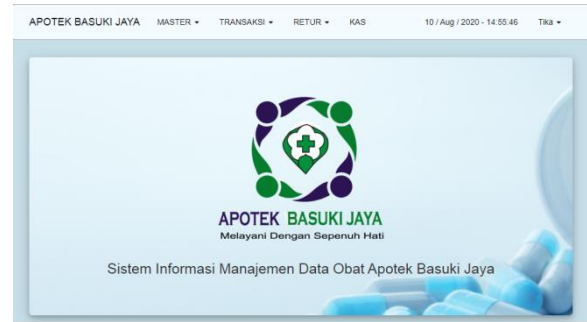 APOTEK BASUKI JAYA MASTER TRANSAKSI RETUR KAS 10 / Aug / 2020 - 14:55:46 Tika
APOTEK BASUKI JAYA
Melayani Dengan Sepenuh Hati
Sistem Informasi Manajemen Data Obat Apotek Basuki Jaya